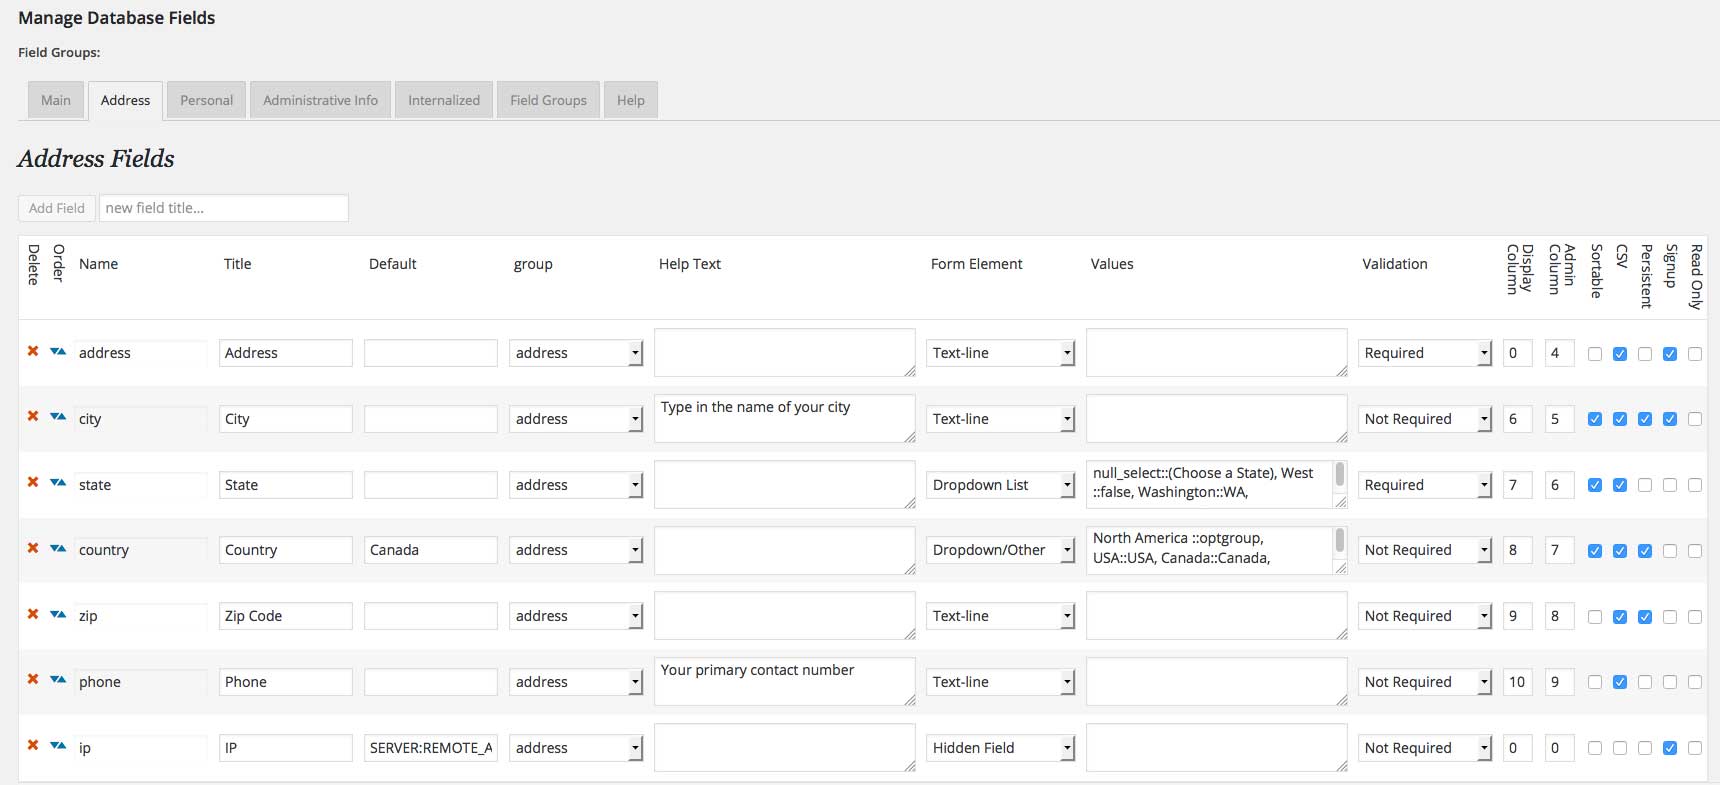 Manage Database Fields
Field Groups:
Main Address Personal Administrative Info Internalized Field Groups Help
Address Fields
Add Field new field title...
Delete Order Name Title Default group Help Text Form Element Values Validation Display Column Admin Column Sortable CSV Persistent Signup Read Only
address Address address Text-line Required 0 4
city City address Type in the name of your city Text-line Not Required 6 5
state State address Dropdown List null_select::(Choose a State), West
::false, Washington::WA, Required 7 6
country Country Canada address Dropdown/Other North America ::optgroup,
USA::USA, Canada::Canada, Not Required 8 7
zip Zip Code address Text-line Not Required 9 8
phone Phone address Your primary contact number Text-line Not Required 10 9
ip IP SERVER:REMOTE_A address Hidden Field Not Required 0 0